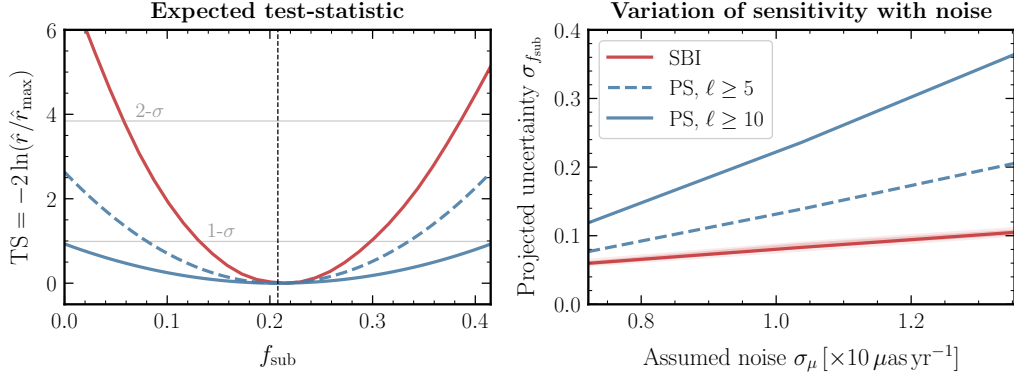 Expected test-statistic
6
4
2
0
2-σ
1-σ
TS = −2 ln(r̂/r̂max)
0.0 0.1 0.2 0.3 0.4
fsub
Variation of sensitivity with noise
0.4
0.3
0.2
0.1
0.0
SBI
PS, ℓ ≥ 5
PS, ℓ ≥ 10
Projected uncertainty σfsub
0.8 1.0 1.2
Assumed noise σμ [×10 μas yr⁻¹]